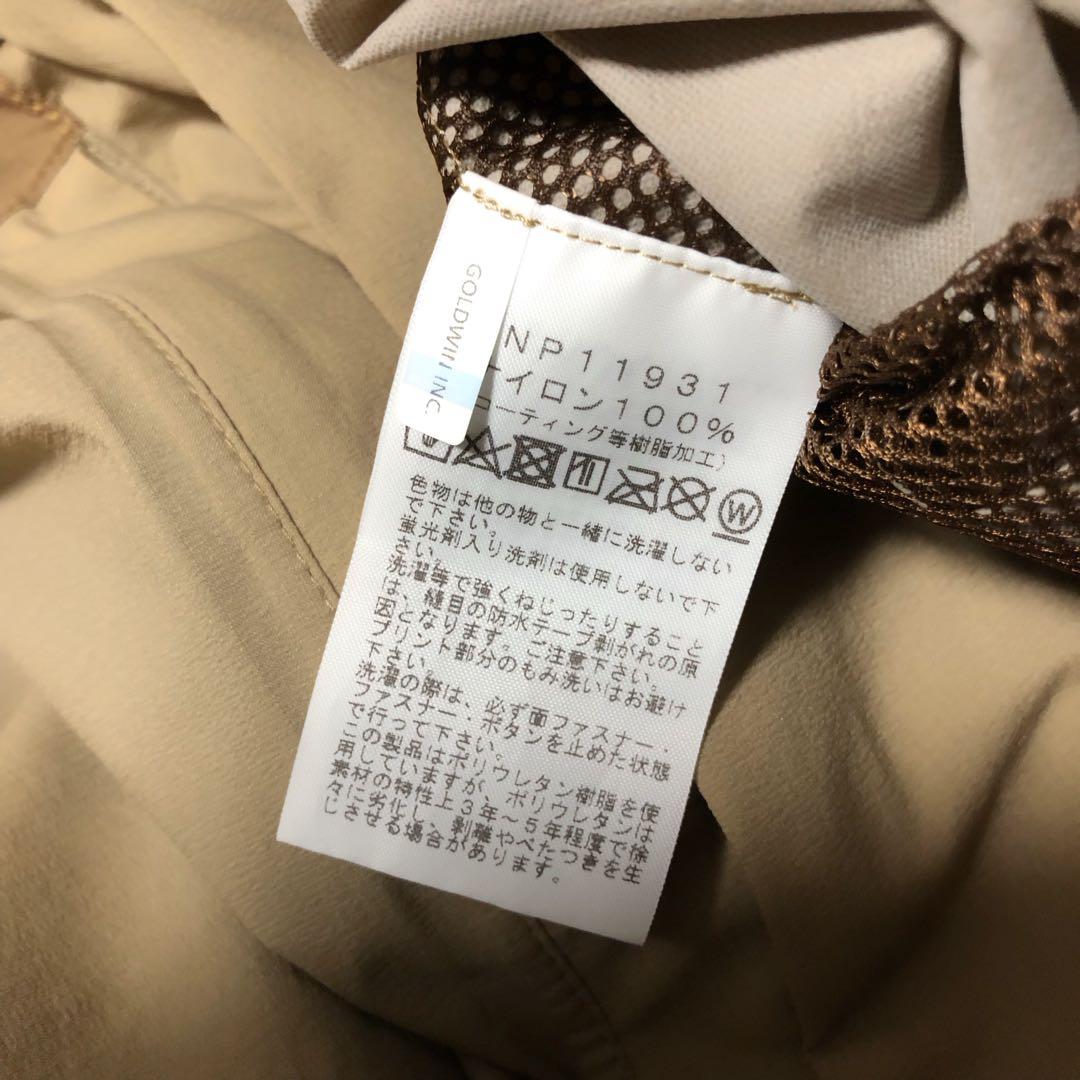 GOLDWIN INC.
NP11931
イロン100%
コーティング等樹脂加工)
W
色物は他の物と一緒に洗濯しない
で下さい。
蛍光剤入り洗剤は使用しないで下
さい。
洗濯等で強くねじったりすること
は、縫目の防水テープ剥がれの原
因となります。ご注意下さい。
プリント部分のもみ洗いはお避け
下さい。
洗濯の際は、必ず面ファスナー・
ファスナー・ボタンを止めた状態
で行って下さい。
この製品はポリウレタン樹脂を使
用していますが、ポリウレタンは
素材の特性上3年～5年程度で徐
々に劣化し、剥離やべたつきを生
じさせる場合があります。